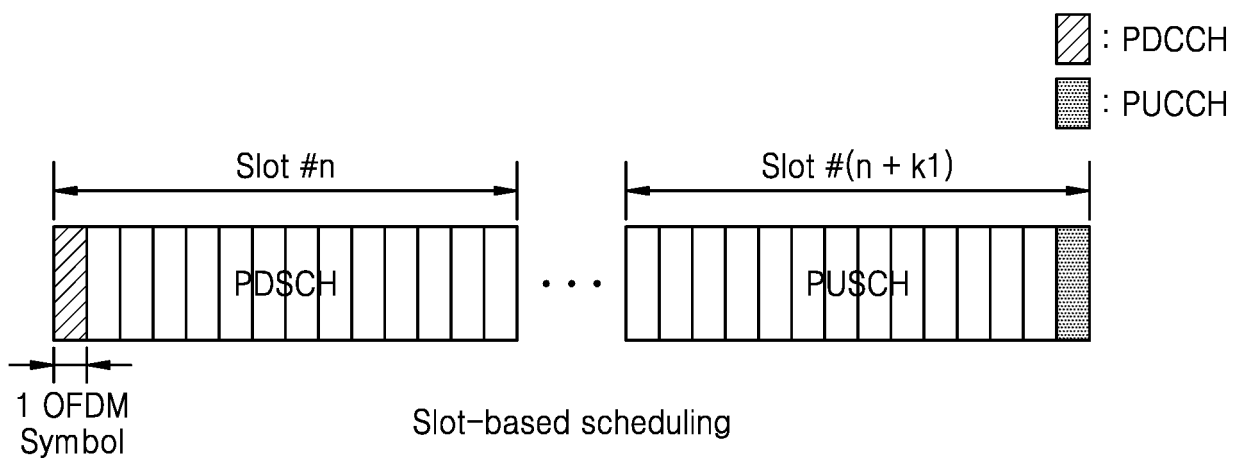 : PDCCH
: PUCCH
Slot #n
Slot #(n + k1)
PDSCH
. . .
PUSCH
1 OFDM
Symbol
Slot-based scheduling